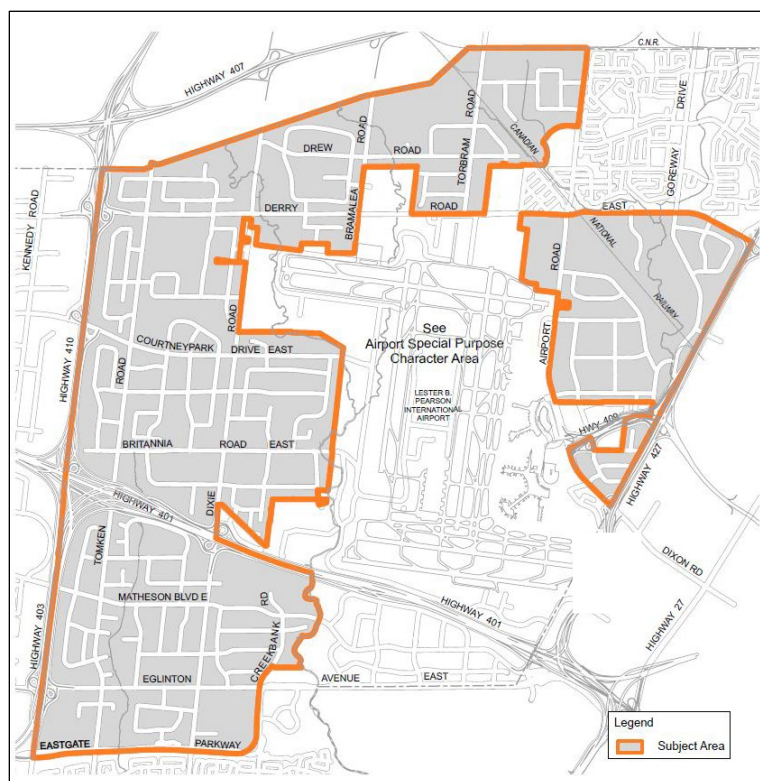 C.N.R.
HIGHWAY 407
DRIVE
ROAD
ROAD
CANADIAN
DREW
ROAD
TORBRAM
GOREWAY
KENNEDY ROAD
BRAMALEA
DERRY
ROAD
EAST
NATIONAL
ROAD
RAILWAY
See
Airport Special Purpose
Character Area
ROAD
AIRPORT
COURTNEYPARK
DRIVE EAST
HIGHWAY 410
ROAD
LESTER B.
PEARSON
INTERNATIONAL
AIRPORT
HWY 409
BRITANNIA
ROAD
EAST
HIGHWAY 427
HIGHWAY 401
DIXIE
TOMKEN
DIXON RD
MATHESON BLVD E
RD
HIGHWAY 401
HIGHWAY 27
HIGHWAY 403
CREEKBANK
EGLINTON
AVENUE
EAST
EASTGATE
PARKWAY
Legend
Subject Area